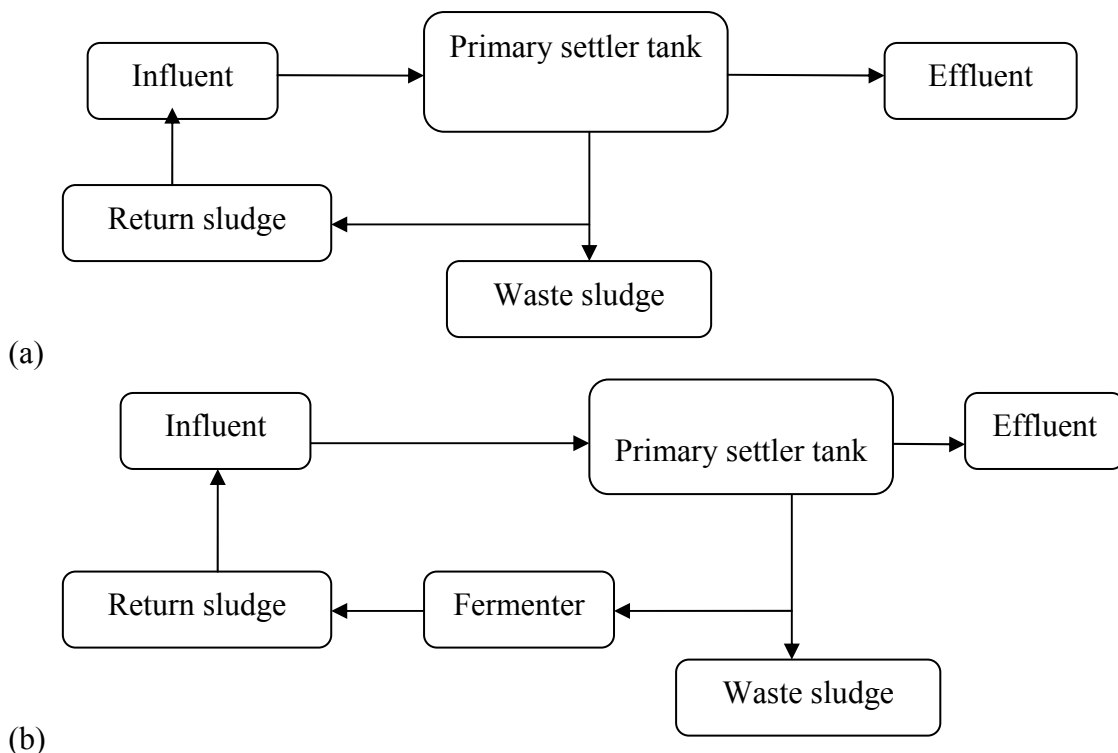 Primary settler tank
Influent
Effluent
Return sludge
Waste sludge
(a)
Influent
Primary settler tank
Effluent
Return sludge
Fermenter
Waste sludge
(b)